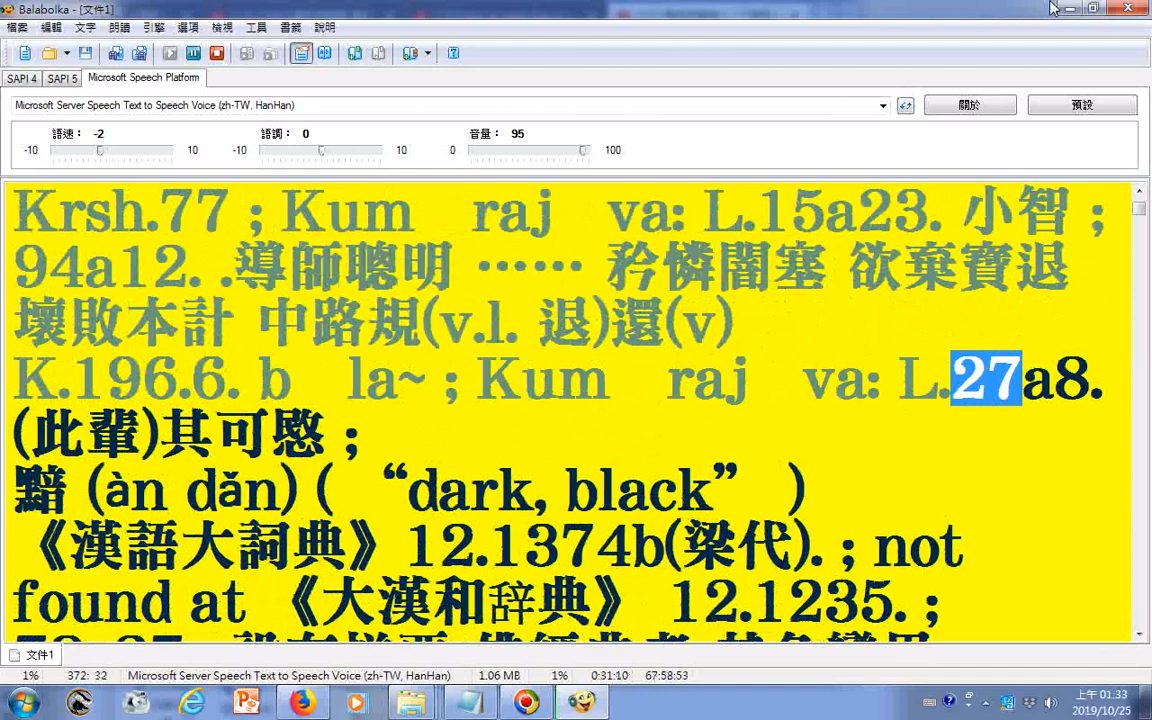 Balabolka - [文件1]
檔案 編輯 文字 朗讀 引擎 選項 檢視 工具 書籤 說明
SAPI 4 SAPI 5 Microsoft Speech Platform
Microsoft Server Speech Text to Speech Voice (zh-TW, HanHan) 關於 預設
語速： -2 語調： 0 音量： 95
-10 10 -10 10 0 100
Krsh.77 ; Kum raj va: L.15a23. 小智 ;
94a12. .導師聰明 …… 矜憐闇塞 欲棄寶退
壞敗本計 中路規(v.l. 退)還(v)
K.196.6. b la~ ; Kum raj va: L.27a8.
(此輩)其可愍 ;
黯 (àn dǎn) ( “dark, black” )
《漢語大詞典》 12.1374b(梁代). ; not
found at 《大漢和辞典》 12.1235. ;
文件1
1% 372: 32 Microsoft Server Speech Text to Speech Voice (zh-TW, HanHan) 1.06 MB 1% 0:31:10 67:58:53
上午 01:33
2019/10/25